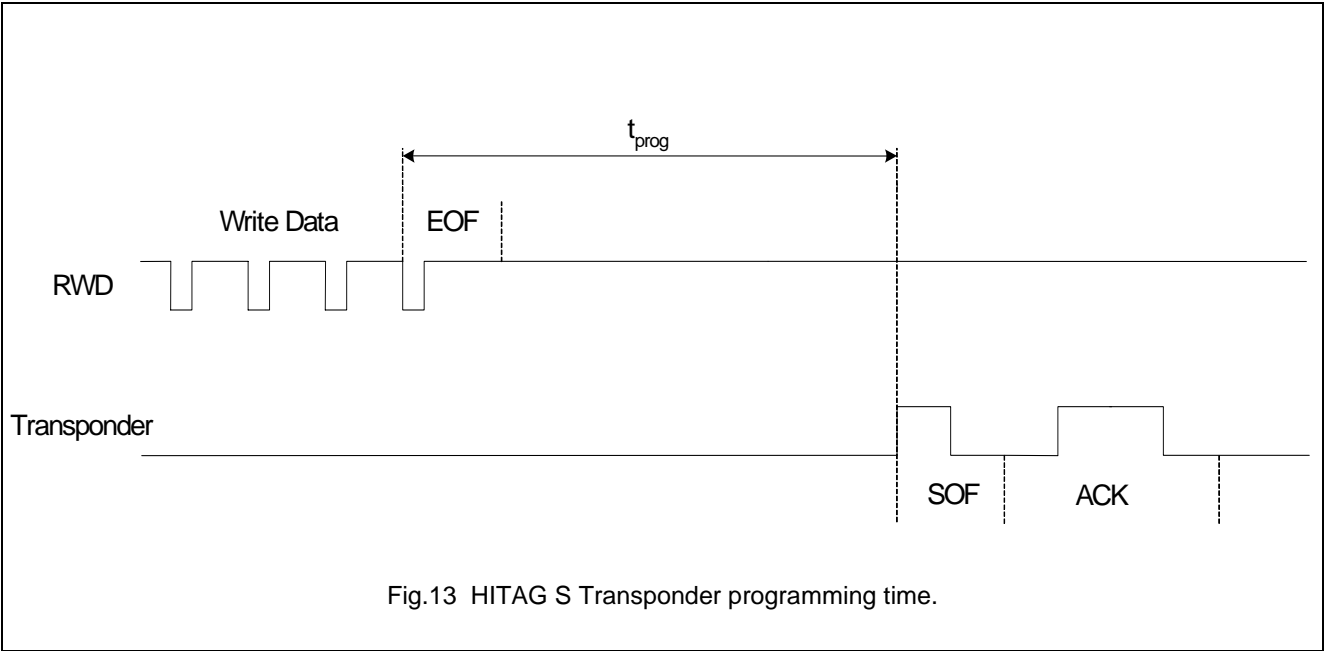 t_prog
Write Data
EOF
RWD
Transponder
SOF
ACK
Fig.13 HITAG S Transponder programming time.